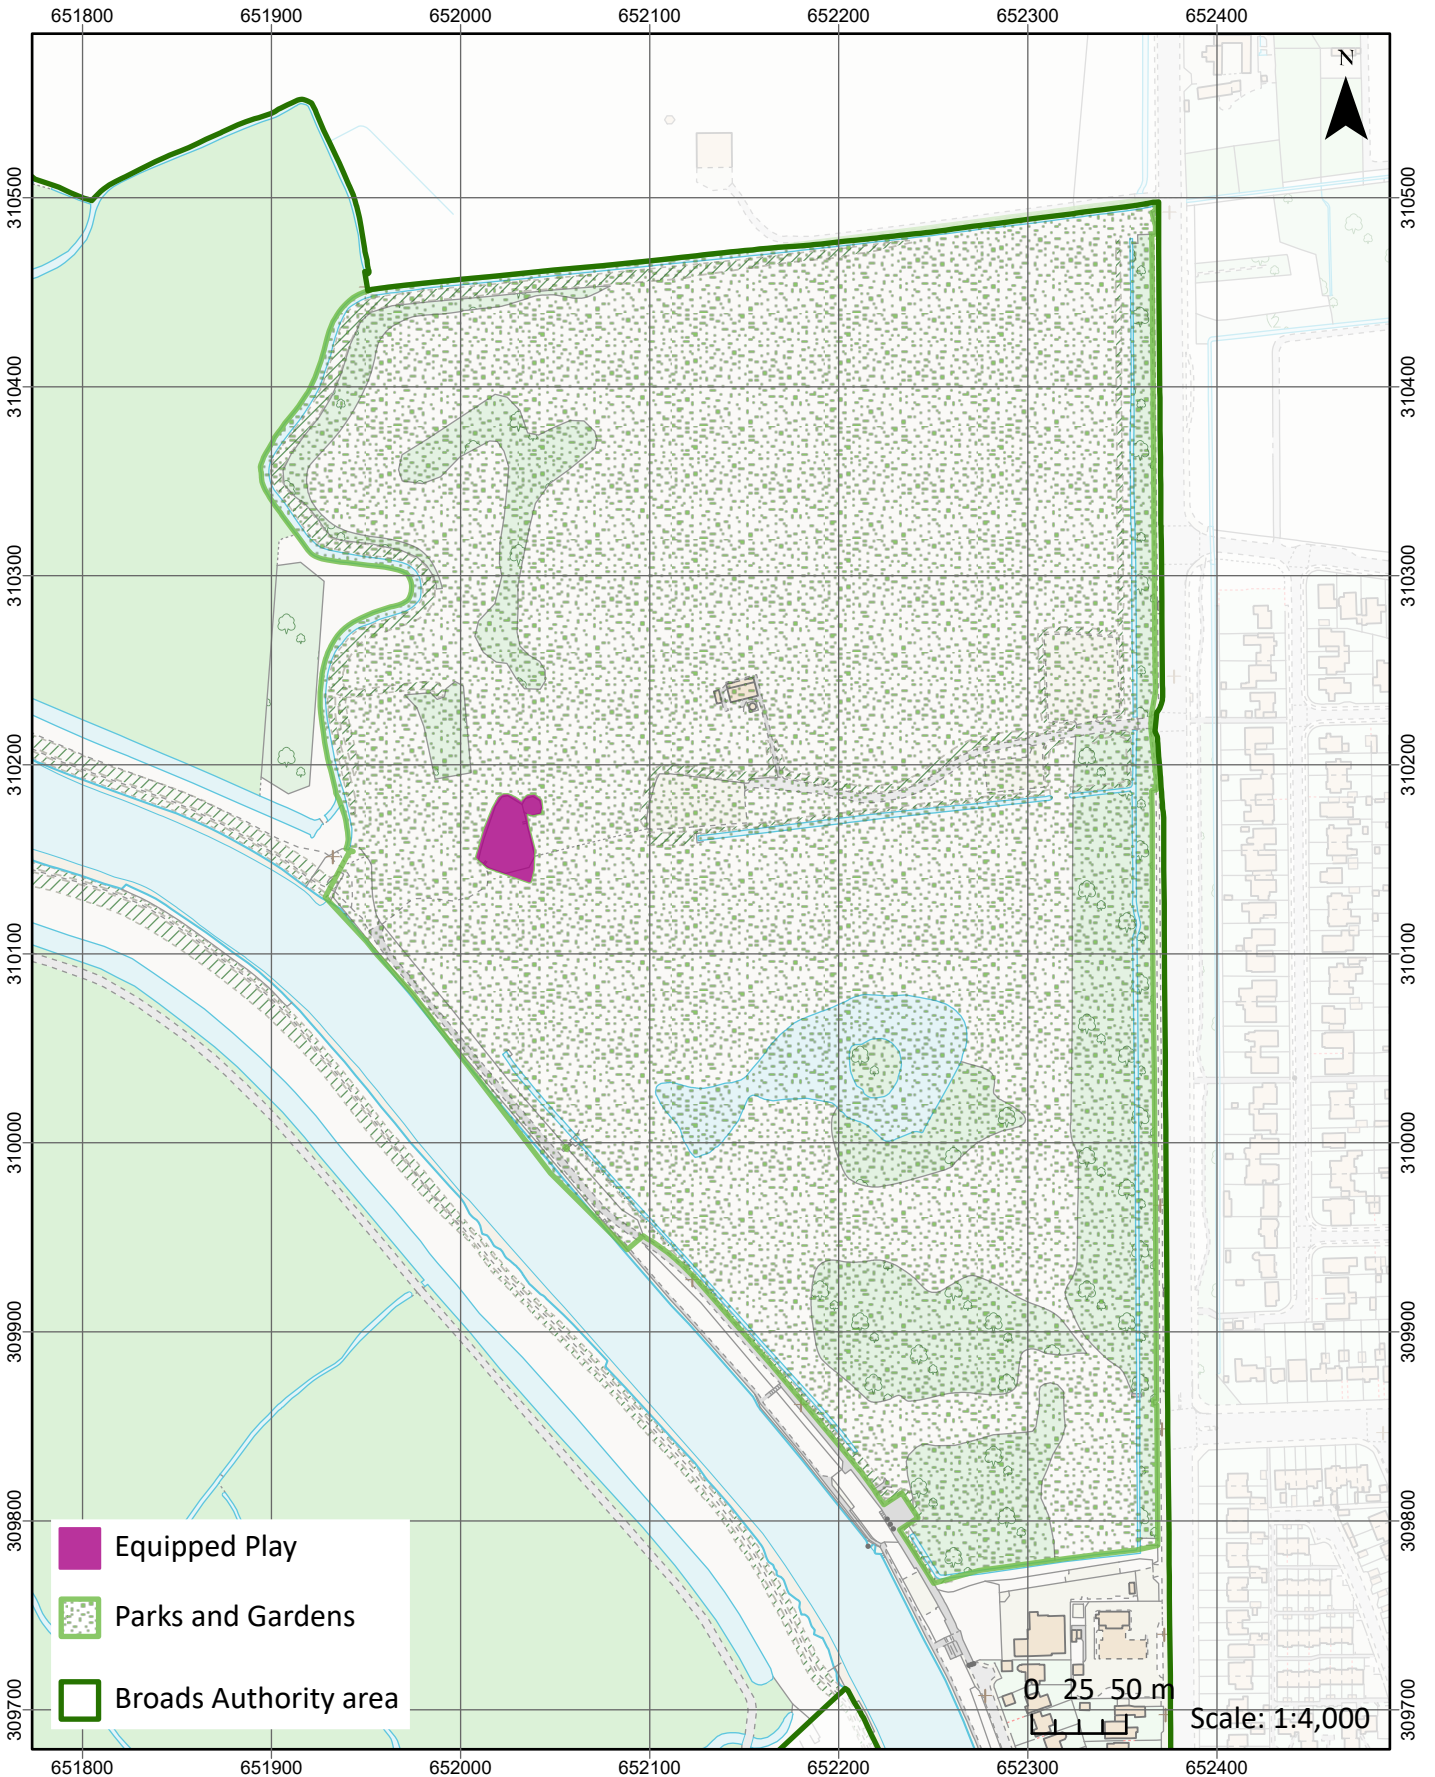 651800 651900 652000 652100 652200 652300 652400
N
310500 310500
310400 310400
310300 310300
310200 310200
310100 310100
310000 310000
309900 309900
309800 309800
309700 309700
Equipped Play
Parks and Gardens
Broads Authority area
0 25 50 m
Scale: 1:4,000
651800 651900 652000 652100 652200 652300 652400